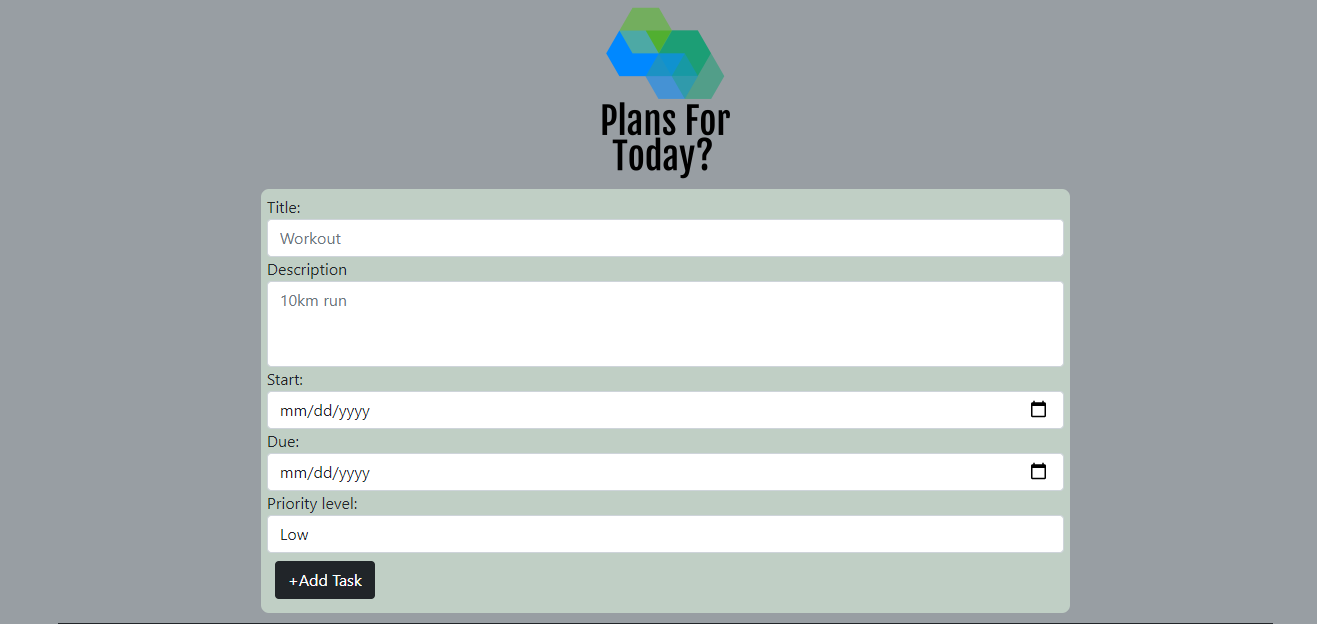 Plans For
Today?
Title:
Workout
Description
10km run
Start:
mm/dd/yyyy
Due:
mm/dd/yyyy
Priority level:
Low
+Add Task